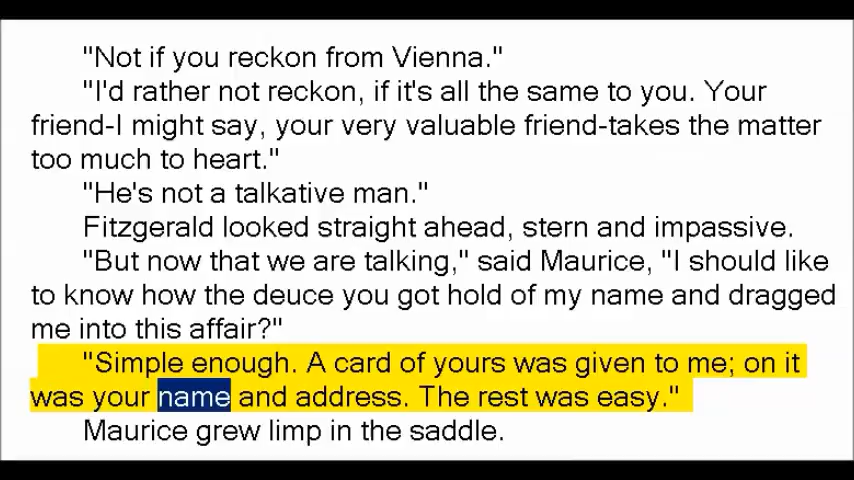 "Not if you reckon from Vienna."
"I'd rather not reckon, if it's all the same to you. Your
friend-I might say, your very valuable friend-takes the matter
too much to heart."
"He's not a talkative man."
Fitzgerald looked straight ahead, stern and impassive.
"But now that we are talking," said Maurice, "I should like
to know how the deuce you got hold of my name and dragged
me into this affair?"
"Simple enough. A card of yours was given to me; on it
was your name and address. The rest was easy."
Maurice grew limp in the saddle.